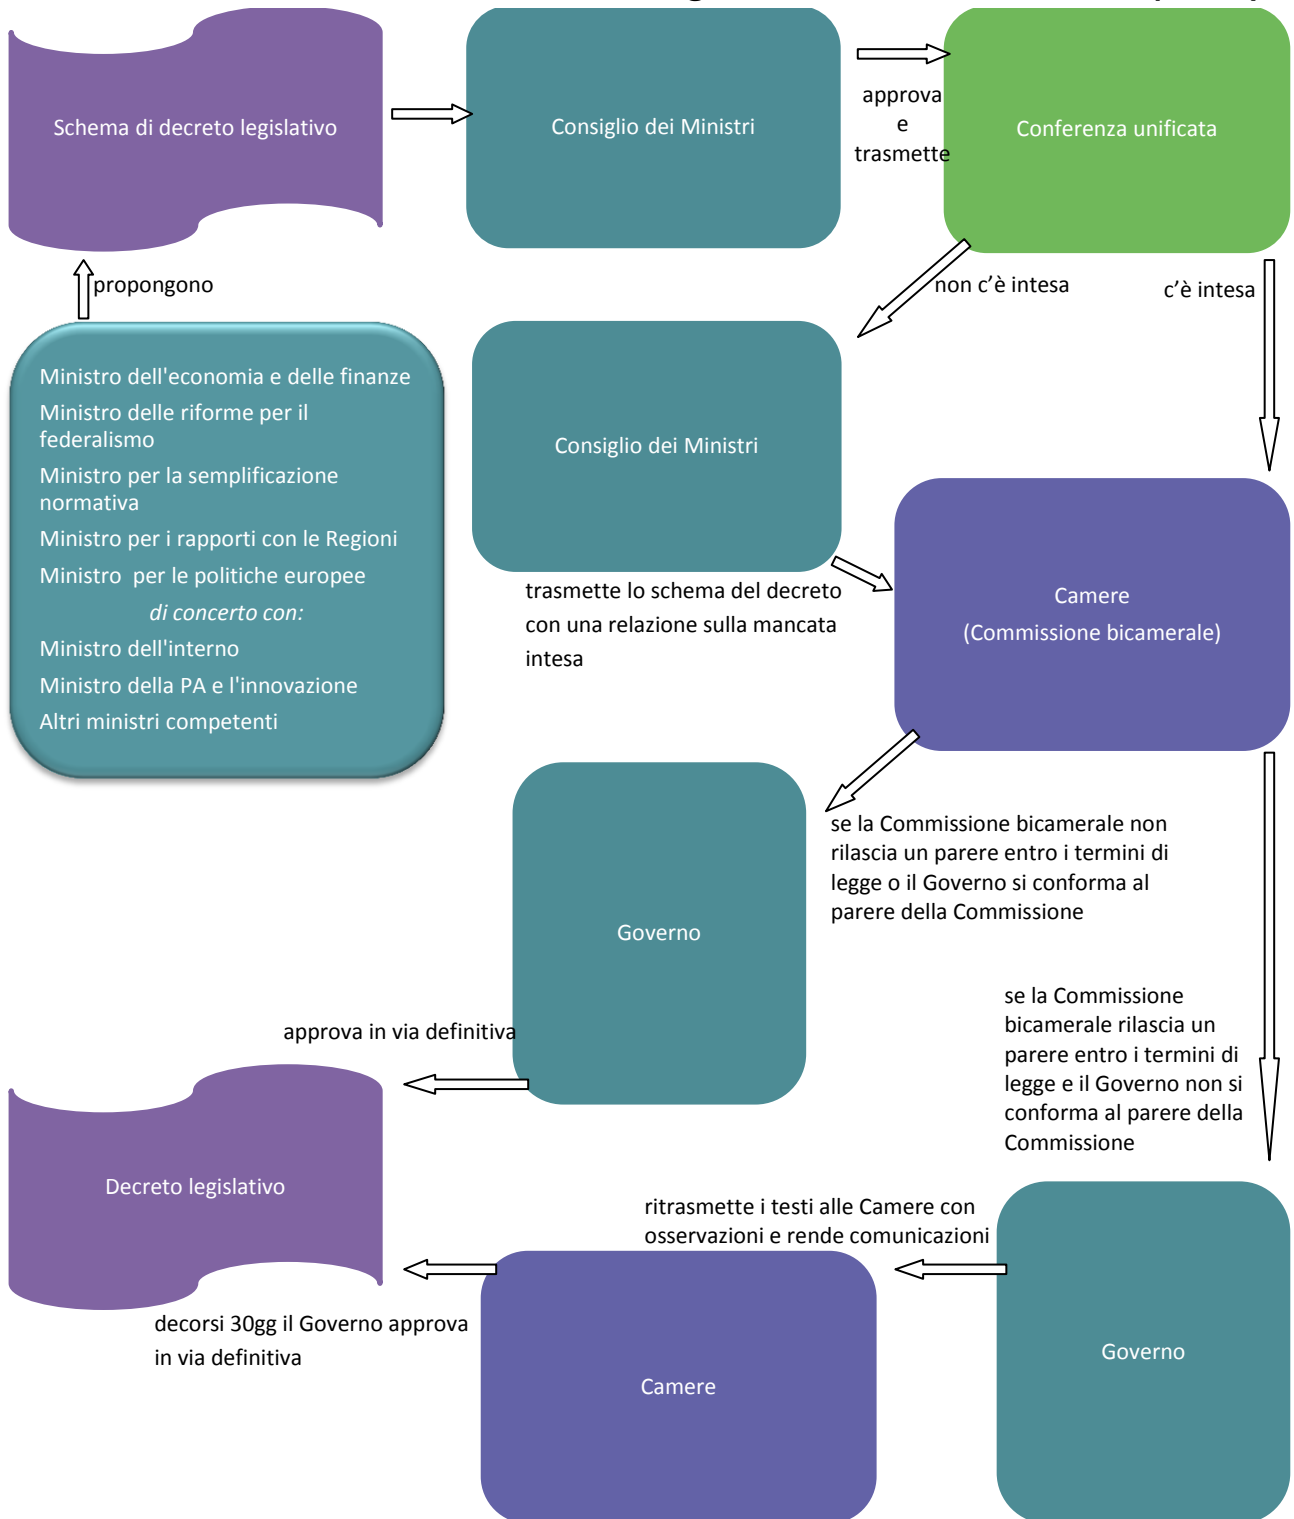 Schema di decreto legislativo
Consiglio dei Ministri
approva
e
trasmette
Conferenza unificata
propongono
non c'è intesa
c’è intesa
Ministro dell'economia e delle finanze
Ministro delle riforme per il
federalismo
Ministro per la semplificazione
normativa
Ministro per i rapporti con le Regioni
Ministro  per le politiche europee
di concerto con:
Ministro dell'interno
Ministro della PA e l'innovazione
Altri ministri competenti
Consiglio dei Ministri
trasmette lo schema del decreto
con una relazione sulla mancata
intesa
Camere
(Commissione bicamerale)
se la Commissione bicamerale non
rilascia un parere entro i termini di
legge o il Governo si conforma al
parere della Commissione
Governo
approva in via definitiva
se la Commissione
bicamerale rilascia un
parere entro i termini di
legge e il Governo non si
conforma al parere della
Commissione
Decreto legislativo
ritrasmette i testi alle Camere con
osservazioni e rende comunicazioni
decorsi 30gg il Governo approva
in via definitiva
Camere
Governo